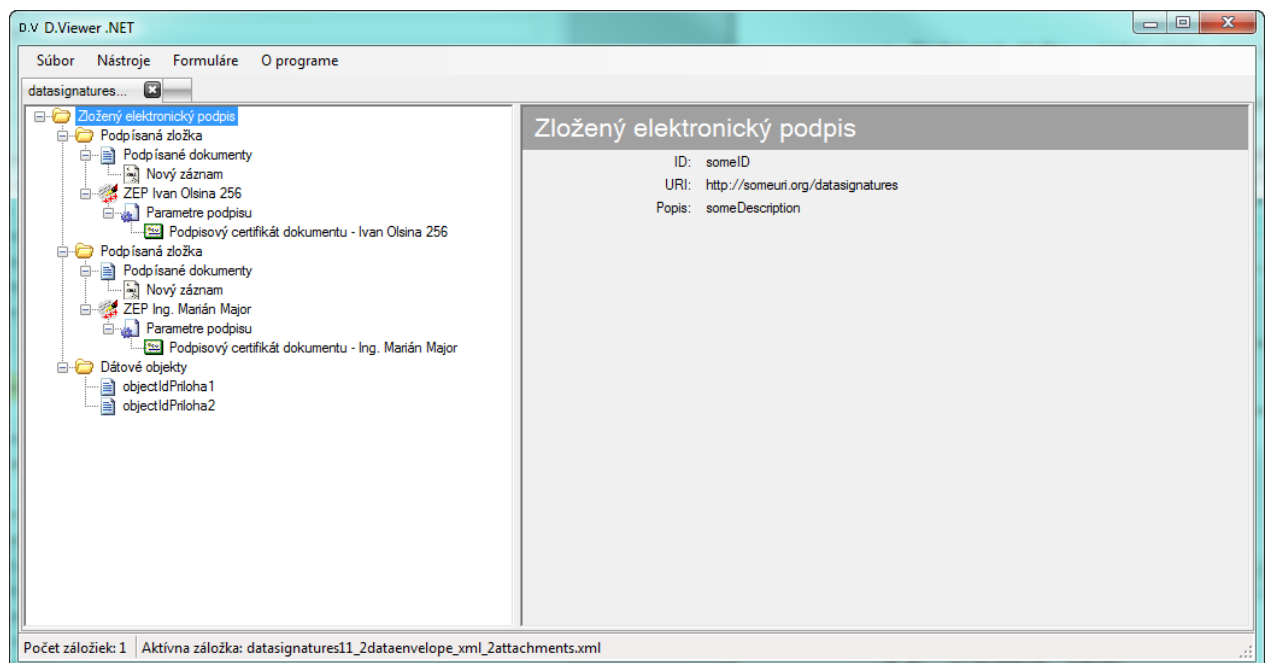 D.V D.Viewer .NET
Súbor Nástroje Formuláre O programe
datasignatures...
Zložený elektronický podpis
Podpísaná zložka
Podpísané dokumenty
Nový záznam
ZEP Ivan Olsina 256
Parametre podpisu
Podpisový certifikát dokumentu - Ivan Olsina 256
Podpísaná zložka
Podpísané dokumenty
Nový záznam
ZEP Ing. Marián Major
Parametre podpisu
Podpisový certifikát dokumentu - Ing. Marián Major
Dátové objekty
objectIdPriloha1
objectIdPriloha2
Zložený elektronický podpis
ID: someID
URI: http://someuri.org/datasignatures
Popis: someDescription
Počet záložiek: 1 Aktívna záložka: datasignatures11_2dataenvelope_xml_2attachments.xml